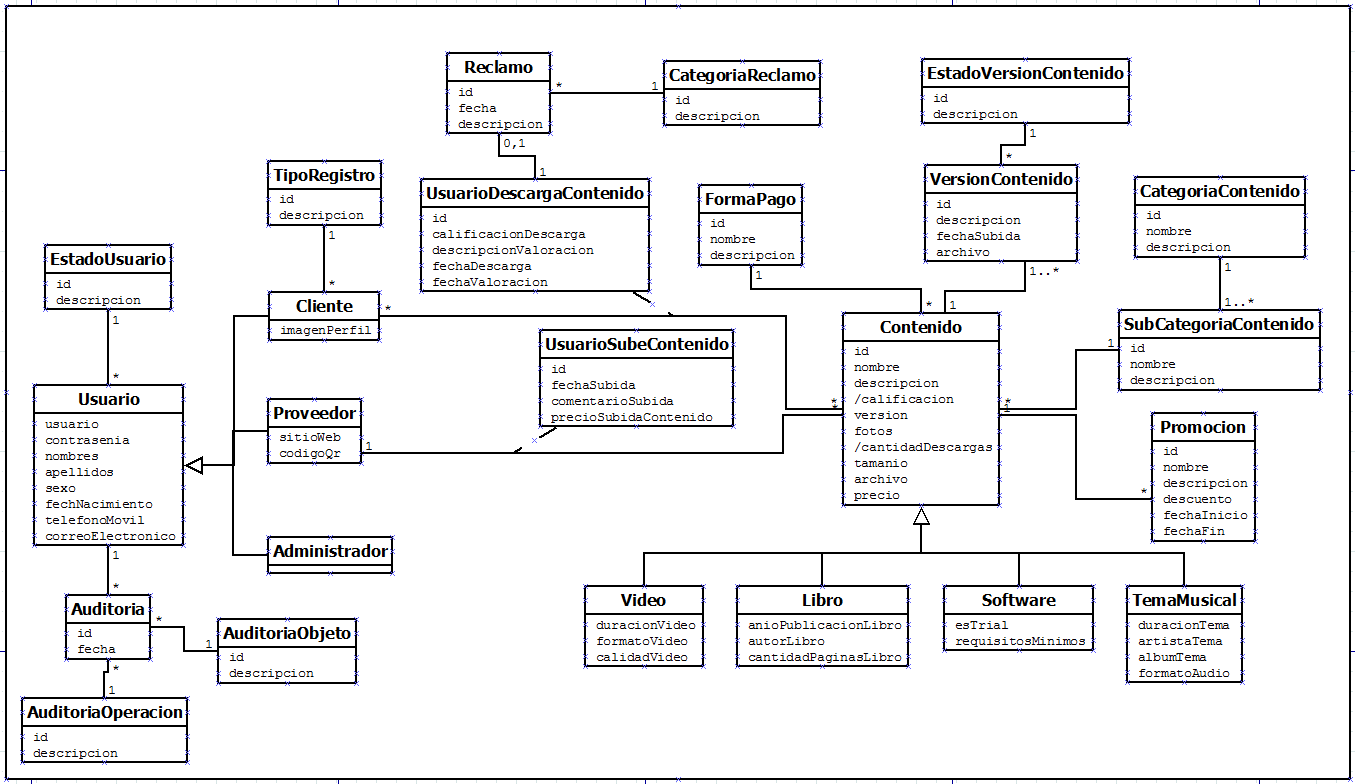 Reclamo
id
fecha
descripcion
* 1
CategoriaReclamo
id
descripcion
EstadoVersionContenido
id
descripcion
1
*
0,1
1
TipoRegistro
id
descripcion
1
*
UsuarioDescargaContenido
id
calificacionDescarga
descripcionValoracion
fechaDescarga
fechaValoracion
FormaPago
id
nombre
descripcion
1
*
VersionContenido
id
descripcion
fechaSubida
archivo
1..*
1
CategoriaContenido
id
nombre
descripcion
1
1..*
EstadoUsuario
id
descripcion
1
*
Cliente
imagenPerfil
*
*
UsuarioSubeContenido
id
fechaSubida
comentarioSubida
precioSubidaContenido
Contenido
id
nombre
descripcion
/calificacion
version
fotos
/cantidadDescargas
tamanio
archivo
precio
SubCategoriaContenido
id
nombre
descripcion
1
*
Usuario
usuario
contrasenia
nombres
apellidos
sexo
fechNacimiento
telefonoMovil
correoElectronico
Proveedor
sitioWeb
codigoQr
1
*
Promocion
id
nombre
descripcion
descuento
fechaInicio
fechaFin
1
*
Administrador
1
*
Auditoria
id
fecha
*
1
AuditoriaObjeto
id
descripcion
*
1
AuditoriaOperacion
id
descripcion
Video
duracionVideo
formatoVideo
calidadVideo
Libro
anioPublicacionLibro
autorLibro
cantidadPaginasLibro
Software
esTrial
requisitosMinimos
TemaMusical
duracionTema
artistaTema
albumTema
formatoAudio